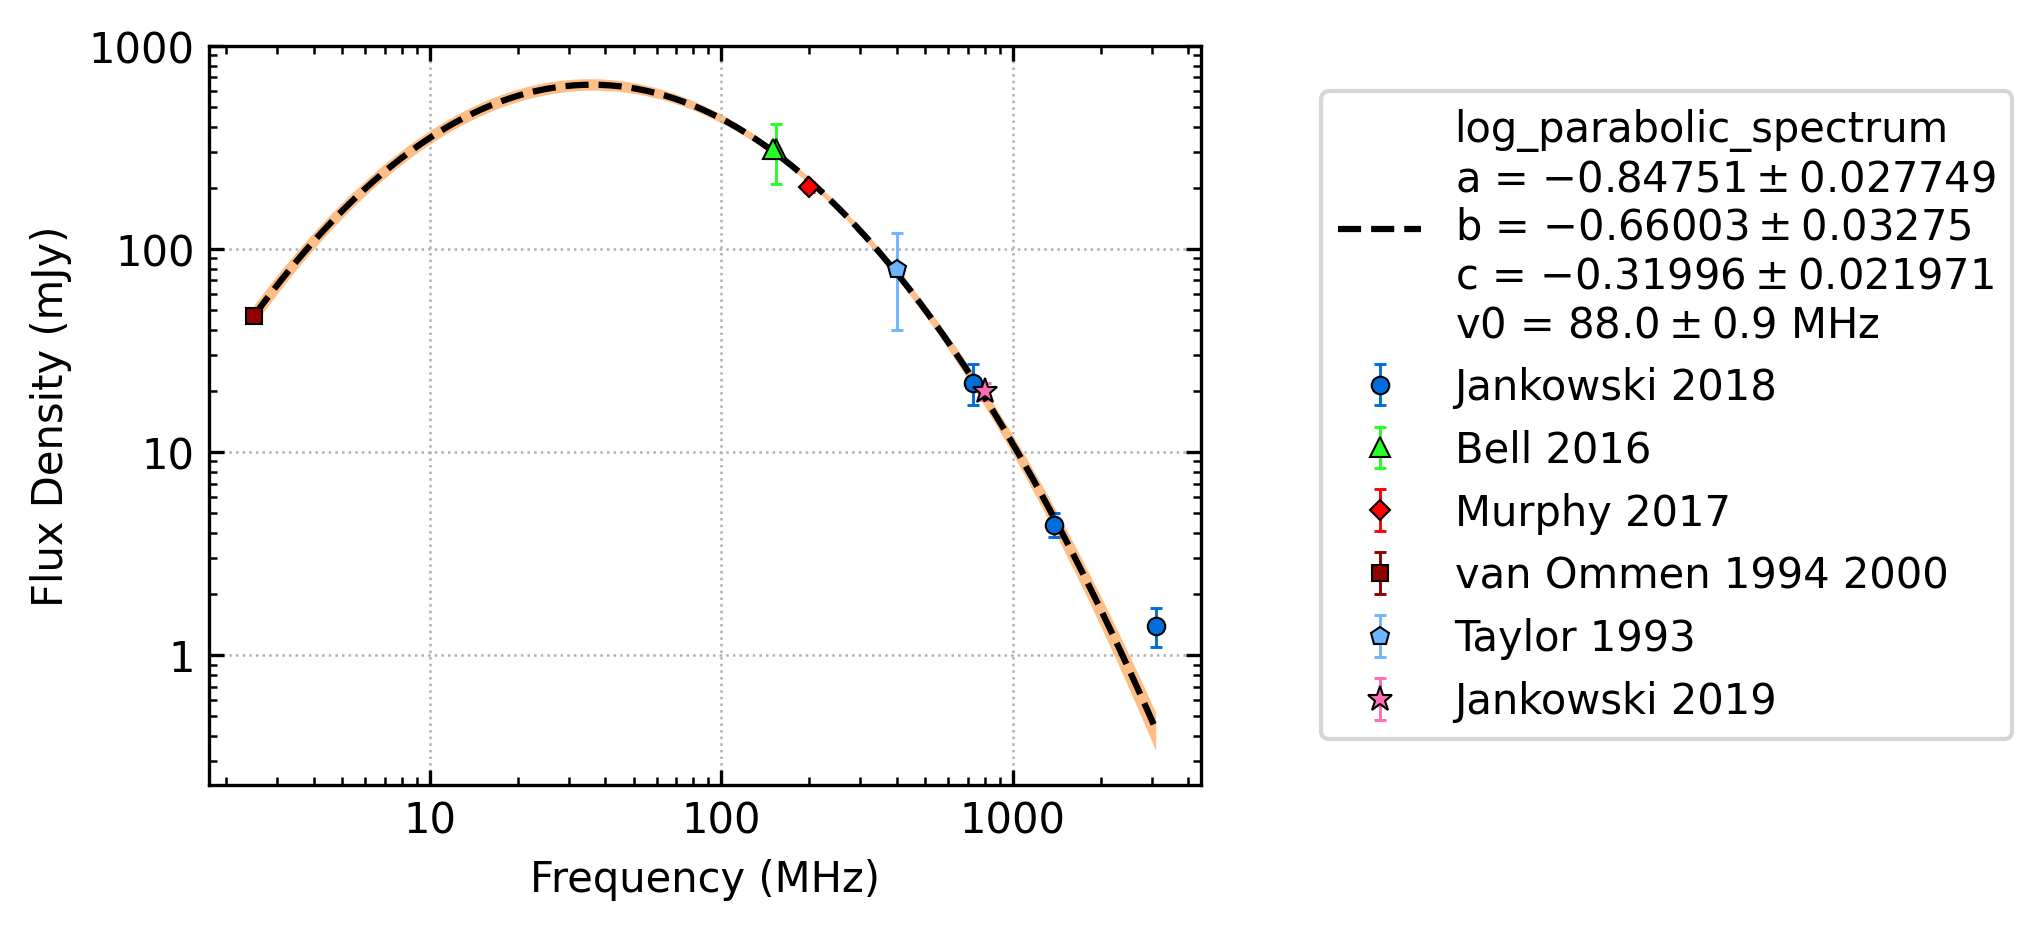 1000
100
10
1
Flux Density (mJy)
10
100
1000
Frequency (MHz)
log_parabolic_spectrum
a = −0.84751 ± 0.027749
b = −0.66003 ± 0.03275
c = −0.31996 ± 0.021971
v0 = 88.0 ± 0.9 MHz
Jankowski 2018
Bell 2016
Murphy 2017
van Ommen 1994 2000
Taylor 1993
Jankowski 2019